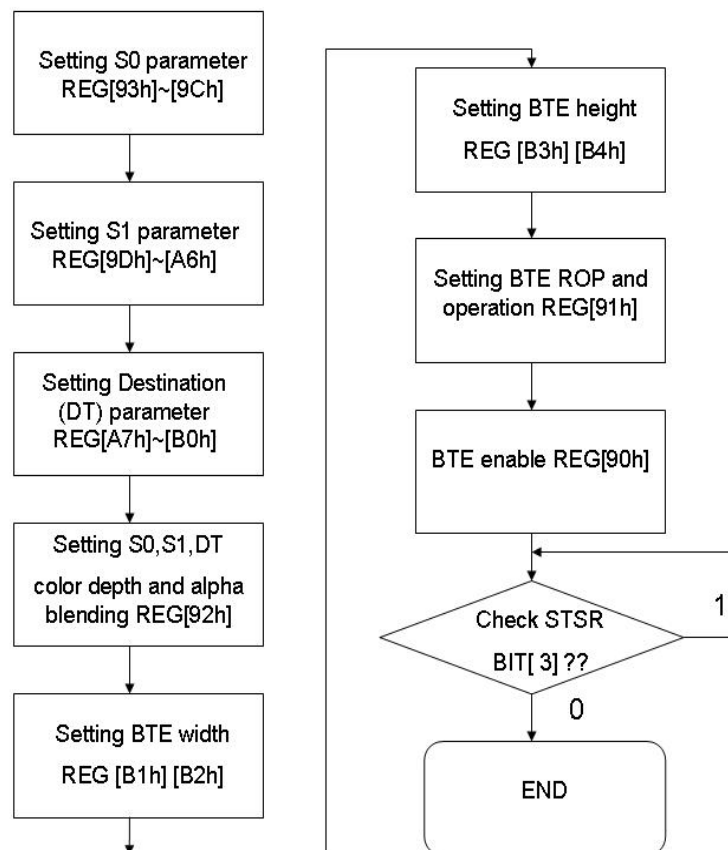 Setting S0 parameter
REG[93h]~[9Ch]
Setting S1 parameter
REG[9Dh]~[A6h]
Setting Destination
(DT) parameter
REG[A7h]~[B0h]
Setting S0,S1,DT
color depth and alpha
blending REG[92h]
Setting BTE width
REG [B1h] [B2h]
Setting BTE height
REG [B3h] [B4h]
Setting BTE ROP and
operation REG[91h]
BTE enable REG[90h]
Check STSR
BIT[ 3] ??
1
0
END